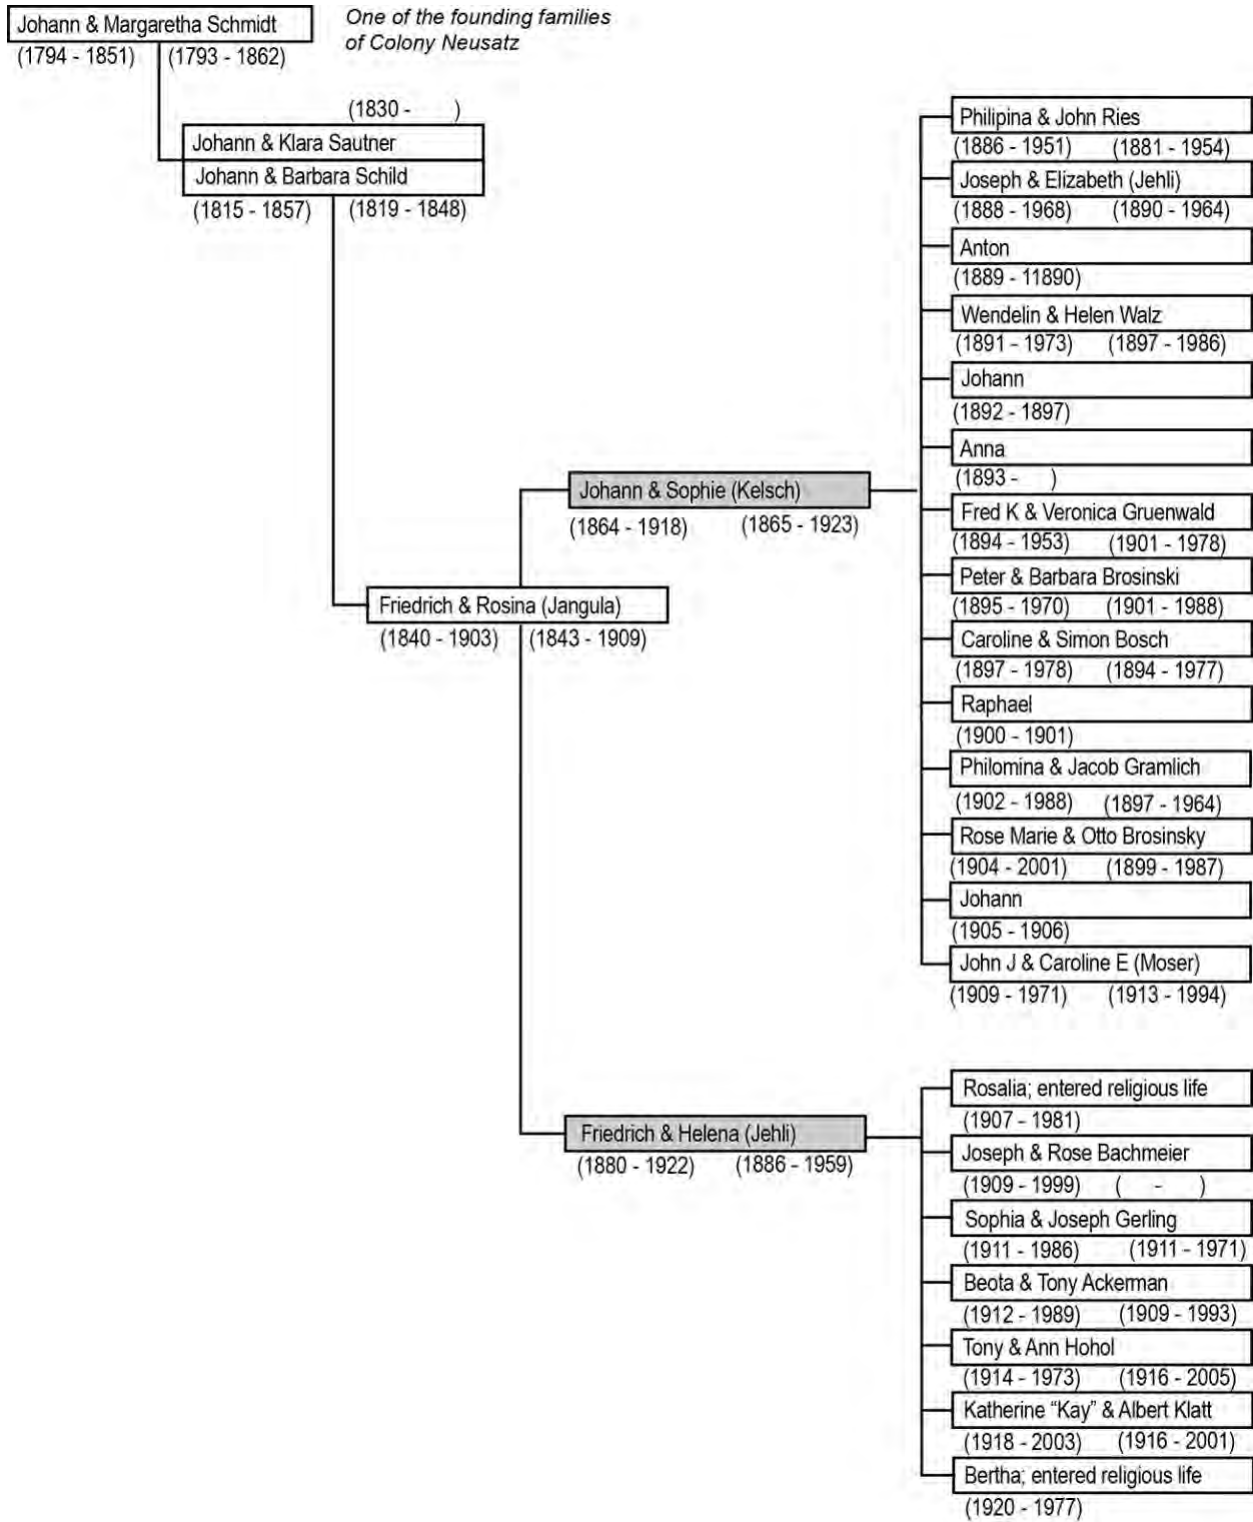 Johann & Margaretha Schmidt
(1794 - 1851) (1793 - 1862)
One of the founding families
of Colony Neusatz
(1830 - )
Johann & Klara Sautner
Johann & Barbara Schild
(1815 - 1857) (1819 - 1848)
Friedrich & Rosina (Jangula)
(1840 - 1903) (1843 - 1909)
Johann & Sophie (Kelsch)
(1864 - 1918) (1865 - 1923)
Philipina & John Ries
(1886 - 1951) (1881 - 1954)
Joseph & Elizabeth (Jehli)
(1888 - 1968) (1890 - 1964)
Anton
(1889 - 11890)
Wendelin & Helen Walz
(1891 - 1973) (1897 - 1986)
Johann
(1892 - 1897)
Anna
(1893 - )
Fred K & Veronica Gruenwald
(1894 - 1953) (1901 - 1978)
Peter & Barbara Brosinski
(1895 - 1970) (1901 - 1988)
Caroline & Simon Bosch
(1897 - 1978) (1894 - 1977)
Raphael
(1900 - 1901)
Philomina & Jacob Gramlich
(1902 - 1988) (1897 - 1964)
Rose Marie & Otto Brosinsky
(1904 - 2001) (1899 - 1987)
Johann
(1905 - 1906)
John J & Caroline E (Moser)
(1909 - 1971) (1913 - 1994)
Friedrich & Helena (Jehli)
(1880 - 1922) (1886 - 1959)
Rosalia; entered religious life
(1907 - 1981)
Joseph & Rose Bachmeier
(1909 - 1999) ( - )
Sophia & Joseph Gerling
(1911 - 1986) (1911 - 1971)
Beota & Tony Ackerman
(1912 - 1989) (1909 - 1993)
Tony & Ann Hohol
(1914 - 1973) (1916 - 2005)
Katherine “Kay” & Albert Klatt
(1918 - 2003) (1916 - 2001)
Bertha; entered religious life
(1920 - 1977)